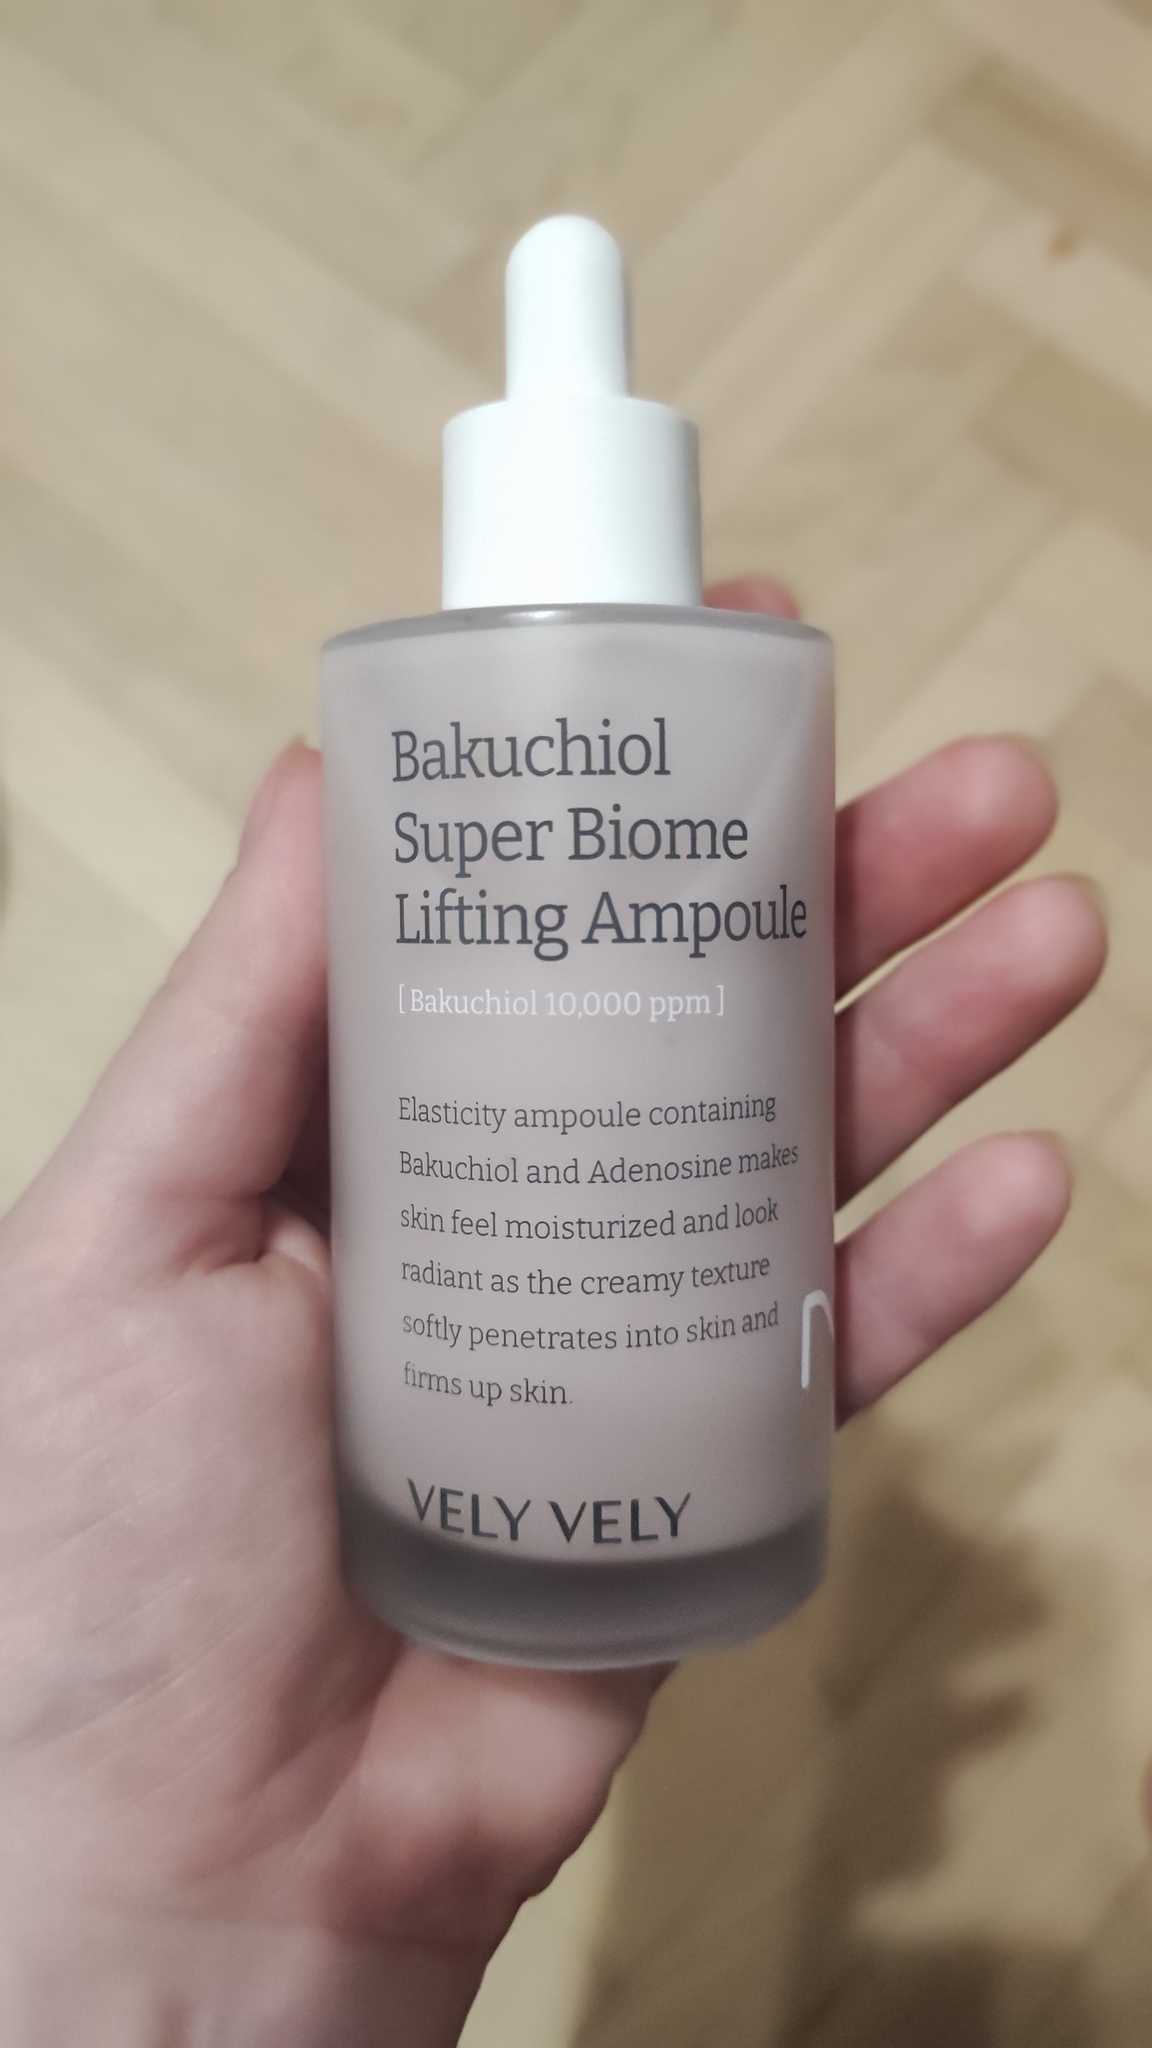 Bakuchiol
Super Biome
Lifting Ampoule
[ Bakuchiol 10,000 ppm ]
Elasticity ampoule containing
Bakuchiol and Adenosine makes
skin feel moisturized and look
radiant as the creamy texture
softly penetrates into skin and
firms up skin.
VELY VELY